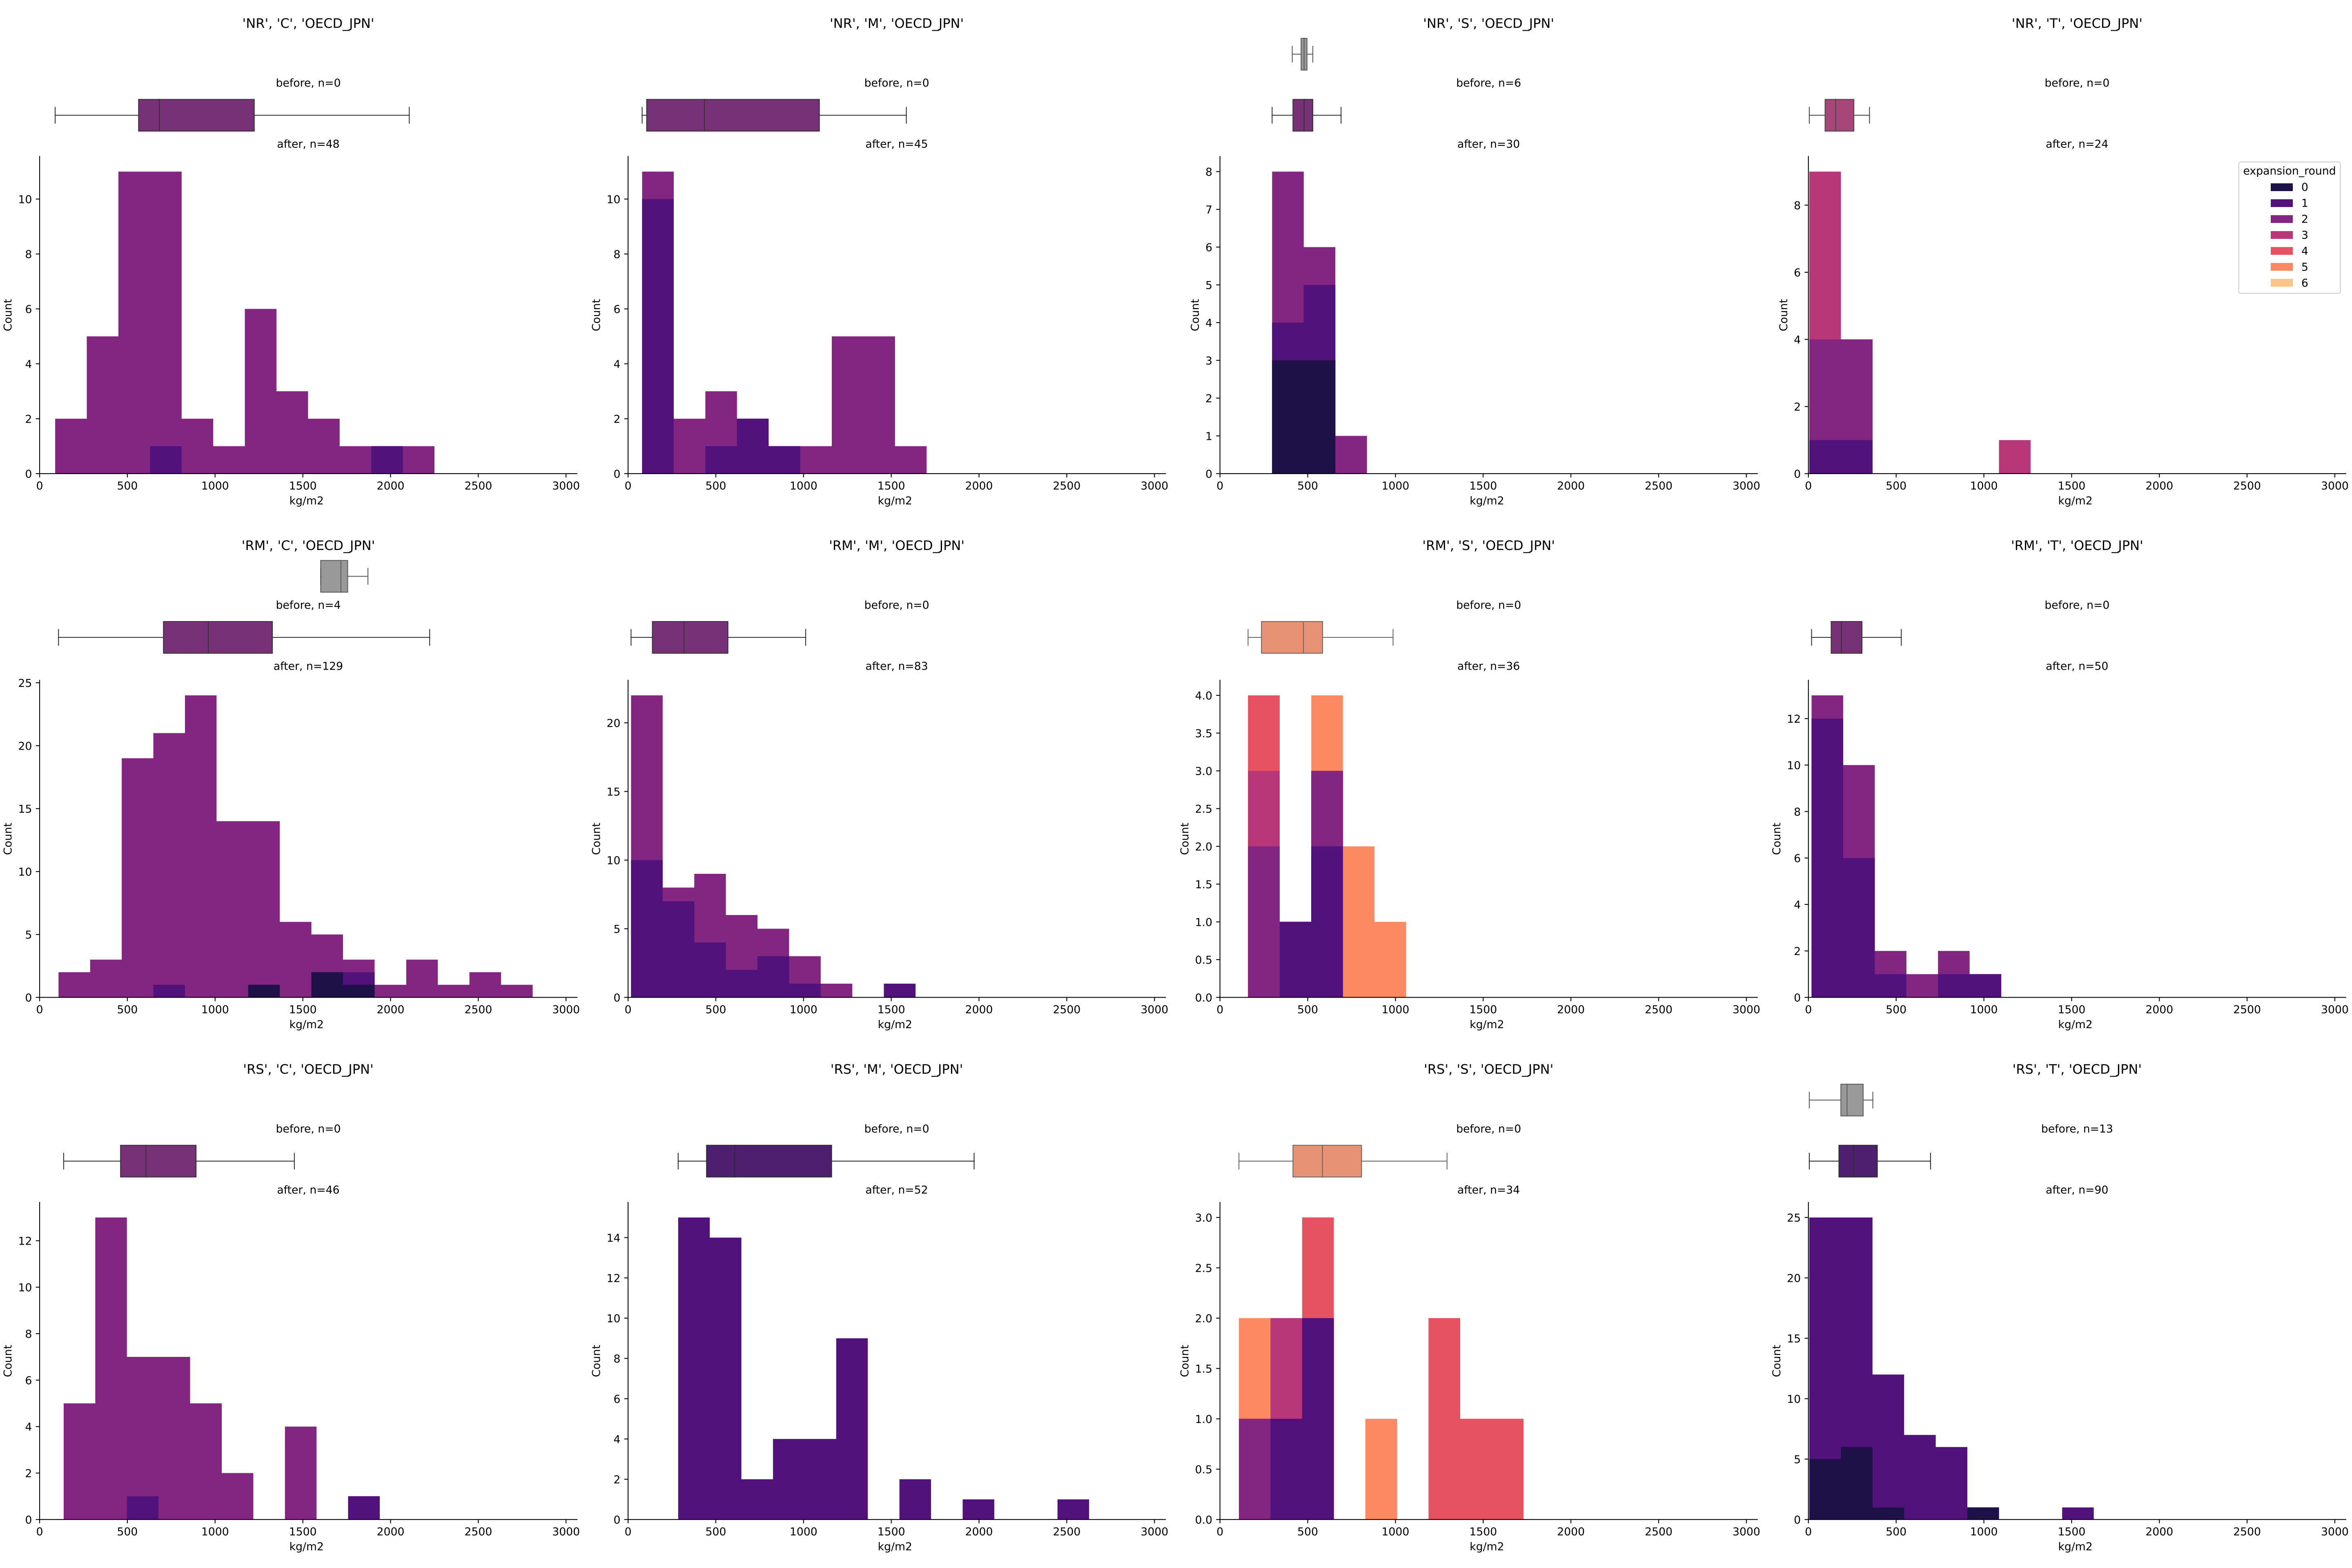 'NR', 'C', 'OECD_JPN'
before, n=0
after, n=48
10
8
6
4
2
0
Count
0 500 1000 1500 2000 2500 3000
kg/m2
'NR', 'M', 'OECD_JPN'
before, n=0
after, n=45
10
8
6
4
2
0
Count
0 500 1000 1500 2000 2500 3000
kg/m2
'NR', 'S', 'OECD_JPN'
before, n=6
after, n=30
8
7
6
5
4
3
2
1
0
Count
0 500 1000 1500 2000 2500 3000
kg/m2
'NR', 'T', 'OECD_JPN'
before, n=0
after, n=24
expansion_round
0
1
2
3
4
5
6
8
6
4
2
0
Count
0 500 1000 1500 2000 2500 3000
kg/m2
'RM', 'C', 'OECD_JPN'
before, n=4
after, n=129
25
20
15
10
5
0
Count
0 500 1000 1500 2000 2500 3000
kg/m2
'RM', 'M', 'OECD_JPN'
before, n=0
after, n=83
20
15
10
5
0
Count
0 500 1000 1500 2000 2500 3000
kg/m2
'RM', 'S', 'OECD_JPN'
before, n=0
after, n=36
4.0
3.5
3.0
2.5
2.0
1.5
1.0
0.5
0.0
Count
0 500 1000 1500 2000 2500 3000
kg/m2
'RM', 'T', 'OECD_JPN'
before, n=0
after, n=50
12
10
8
6
4
2
0
Count
0 500 1000 1500 2000 2500 3000
kg/m2
'RS', 'C', 'OECD_JPN'
before, n=0
after, n=46
12
10
8
6
4
2
0
Count
0 500 1000 1500 2000 2500 3000
kg/m2
'RS', 'M', 'OECD_JPN'
before, n=0
after, n=52
14
12
10
8
6
4
2
0
Count
0 500 1000 1500 2000 2500 3000
kg/m2
'RS', 'S', 'OECD_JPN'
before, n=0
after, n=34
3.0
2.5
2.0
1.5
1.0
0.5
0.0
Count
0 500 1000 1500 2000 2500 3000
kg/m2
'RS', 'T', 'OECD_JPN'
before, n=13
after, n=90
25
20
15
10
5
0
Count
0 500 1000 1500 2000 2500 3000
kg/m2